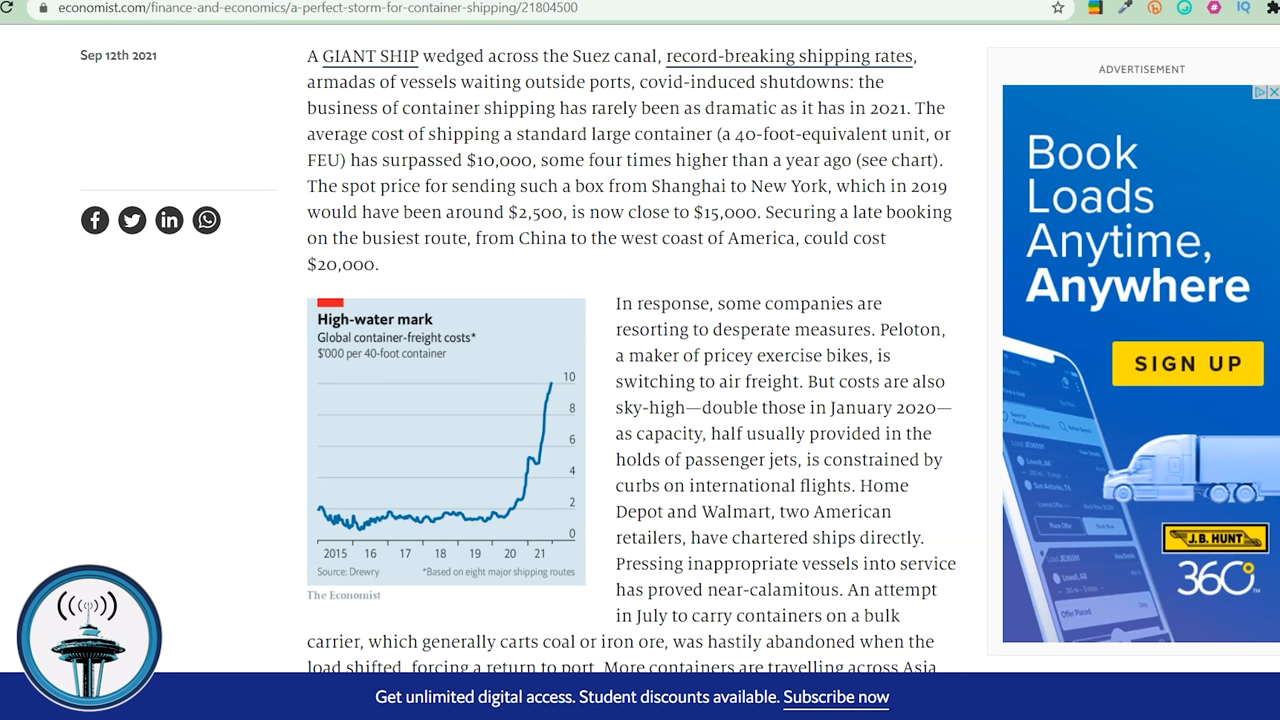 economist.com/finance-and-economics/a-perfect-storm-for-container-shipping/21804500
Sep 12th 2021
A GIANT SHIP wedged across the Suez canal, record-breaking shipping rates,
armadas of vessels waiting outside ports, covid-induced shutdowns: the
business of container shipping has rarely been as dramatic as it has in 2021. The
average cost of shipping a standard large container (a 40-foot-equivalent unit, or
FEU) has surpassed $10,000, some four times higher than a year ago (see chart).
The spot price for sending such a box from Shanghai to New York, which in 2019
would have been around $2,500, is now close to $15,000. Securing a late booking
on the busiest route, from China to the west coast of America, could cost
$20,000.
High-water mark
Global container-freight costs*
$'000 per 40-foot container
10
8
6
4
2
0
2015 16 17 18 19 20 21
Source: Drewry *Based on eight major shipping routes
The Economist
In response, some companies are
resorting to desperate measures. Peloton,
a maker of pricey exercise bikes, is
switching to air freight. But costs are also
sky-high—double those in January 2020—
as capacity, half usually provided in the
holds of passenger jets, is constrained by
curbs on international flights. Home
Depot and Walmart, two American
retailers, have chartered ships directly.
Pressing inappropriate vessels into service
has proved near-calamitous. An attempt
in July to carry containers on a bulk
carrier, which generally carts coal or iron ore, was hastily abandoned when the
load shifted, forcing a return to port. More containers are travelling across Asia
ADVERTISEMENT
Book
Loads
Anytime,
Anywhere
SIGN UP
J.B. HUNT
360
Get unlimited digital access. Student discounts available. Subscribe now